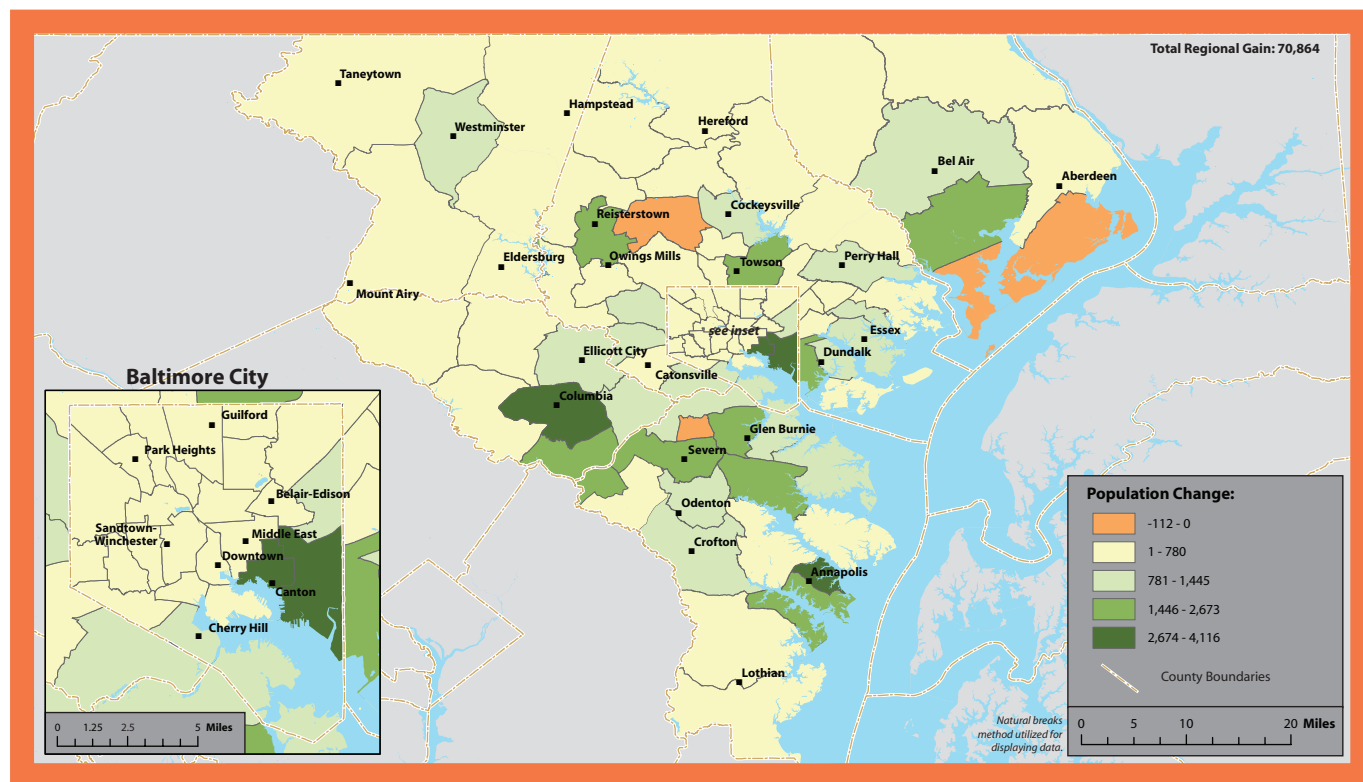 Total Regional Gain: 70,864
Taneytown
Hampstead
Westminster
Hereford
Bel Air
Aberdeen
Reisterstown
Cockeysville
Eldersburg
Owings Mills
Towson
Perry Hall
Mount Airy
see inset
Essex
Ellicott City
Dundalk
Catonsville
Columbia
Glen Burnie
Severn
Odenton
Crofton
Annapolis
Lothian
Baltimore City
Guilford
Park Heights
Belair-Edison
Sandtown-
Winchester
Middle East
Downtown
Canton
Cherry Hill
0 1.25 2.5 5 Miles
Population Change:
-112 - 0
1 - 780
781 - 1,445
1,446 - 2,673
2,674 - 4,116
County Boundaries
Natural breaks
method utilized for
displaying data.
0 5 10 20 Miles